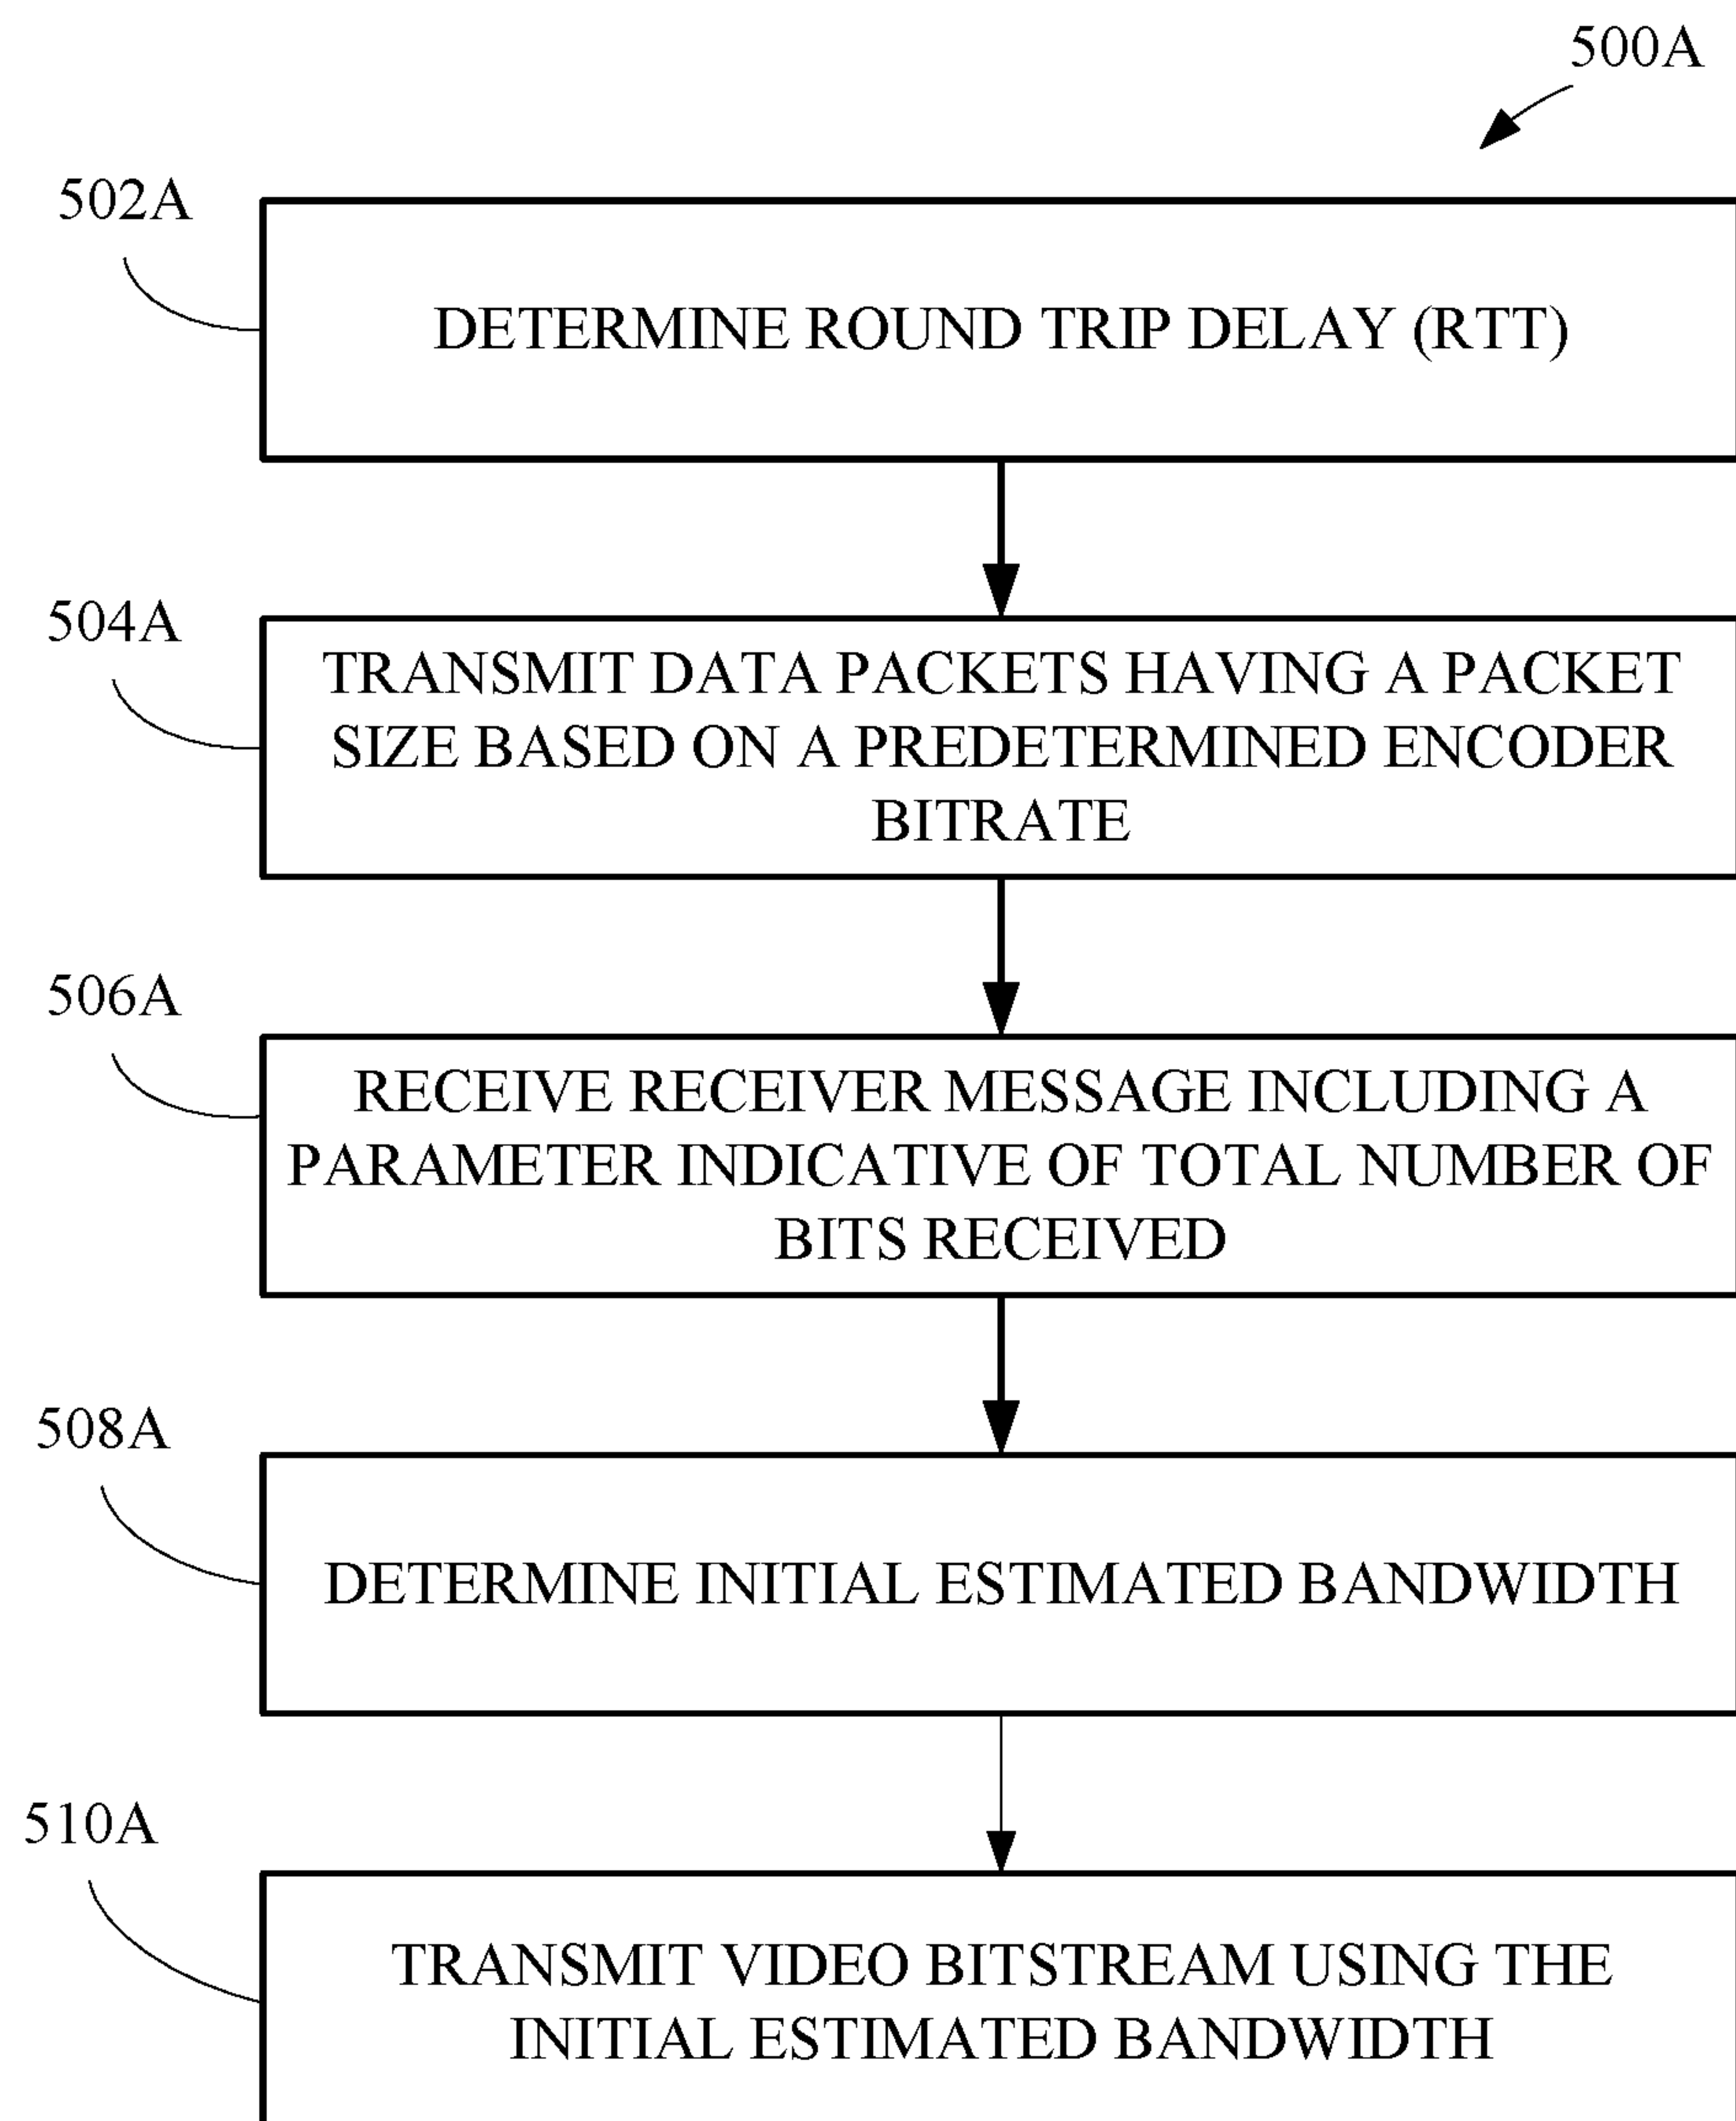 500A
502A
DETERMINE ROUND TRIP DELAY (RTT)
504A
TRANSMIT DATA PACKETS HAVING A PACKET
SIZE BASED ON A PREDETERMINED ENCODER
BITRATE
506A
RECEIVE RECEIVER MESSAGE INCLUDING A
PARAMETER INDICATIVE OF TOTAL NUMBER OF
BITS RECEIVED
508A
DETERMINE INITIAL ESTIMATED BANDWIDTH
510A
TRANSMIT VIDEO BITSTREAM USING THE
INITIAL ESTIMATED BANDWIDTH